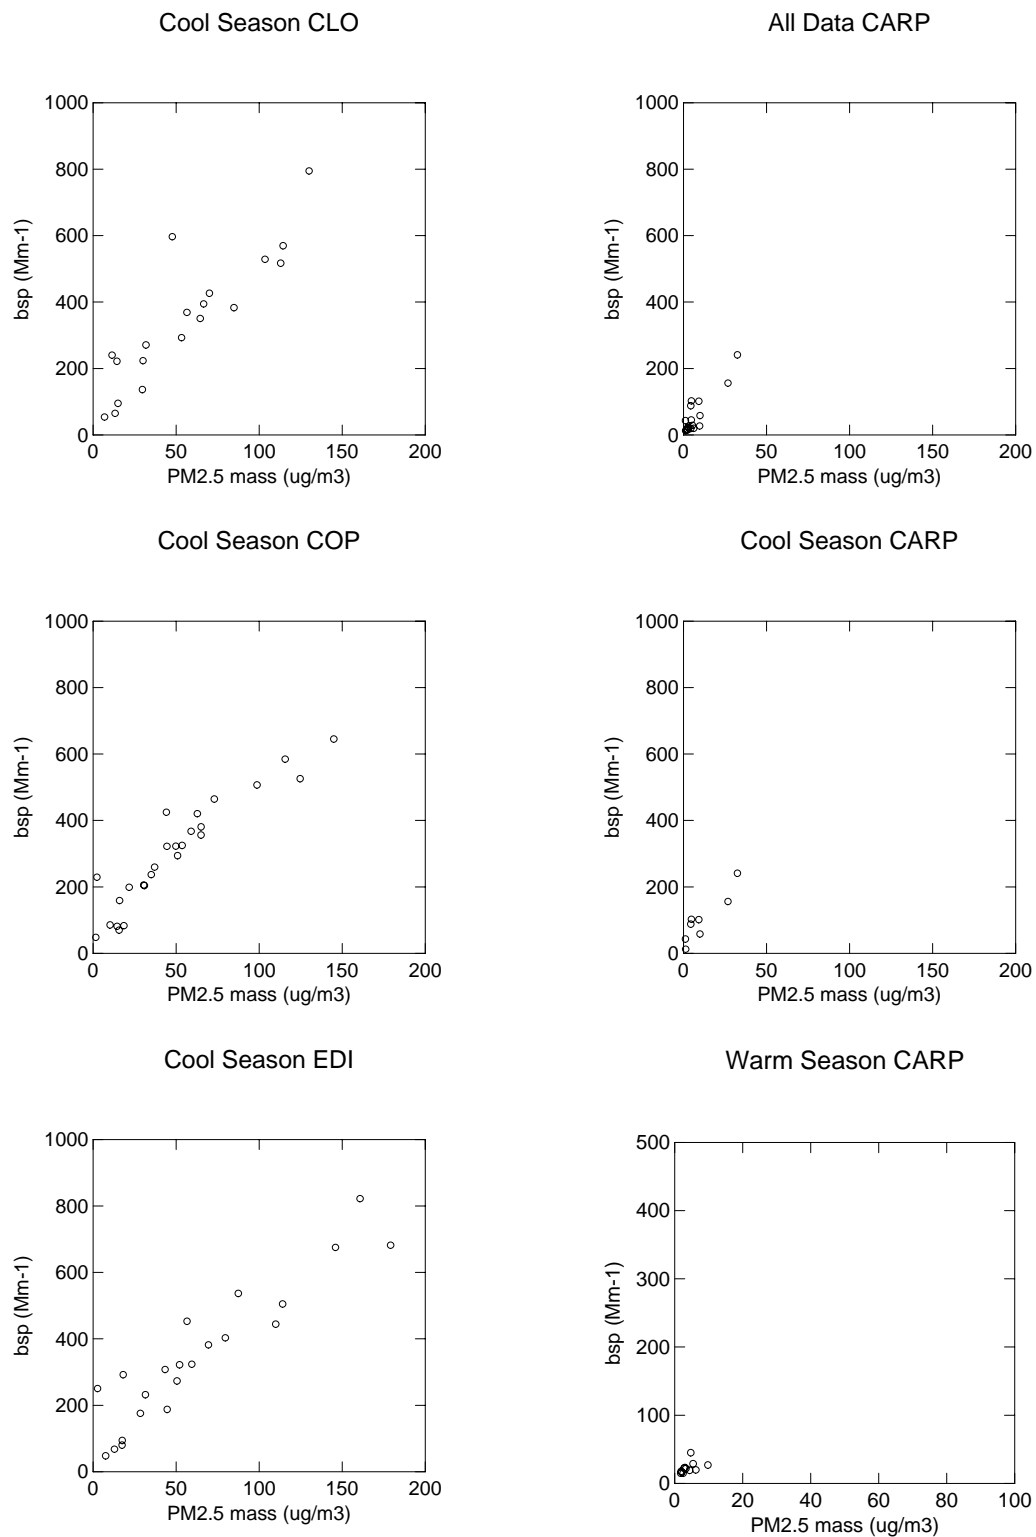 Cool Season CLO
1000
800
600
400
200
0
bsp (Mm-1)
0 50 100 150 200
PM2.5 mass (ug/m3)
All Data CARP
1000
800
600
400
200
0
bsp (Mm-1)
0 50 100 150 200
PM2.5 mass (ug/m3)
Cool Season COP
1000
800
600
400
200
0
bsp (Mm-1)
0 50 100 150 200
PM2.5 mass (ug/m3)
Cool Season CARP
1000
800
600
400
200
0
bsp (Mm-1)
0 50 100 150 200
PM2.5 mass (ug/m3)
Cool Season EDI
1000
800
600
400
200
0
bsp (Mm-1)
0 50 100 150 200
PM2.5 mass (ug/m3)
Warm Season CARP
500
400
300
200
100
0
bsp (Mm-1)
0 20 40 60 80 100
PM2.5 mass (ug/m3)